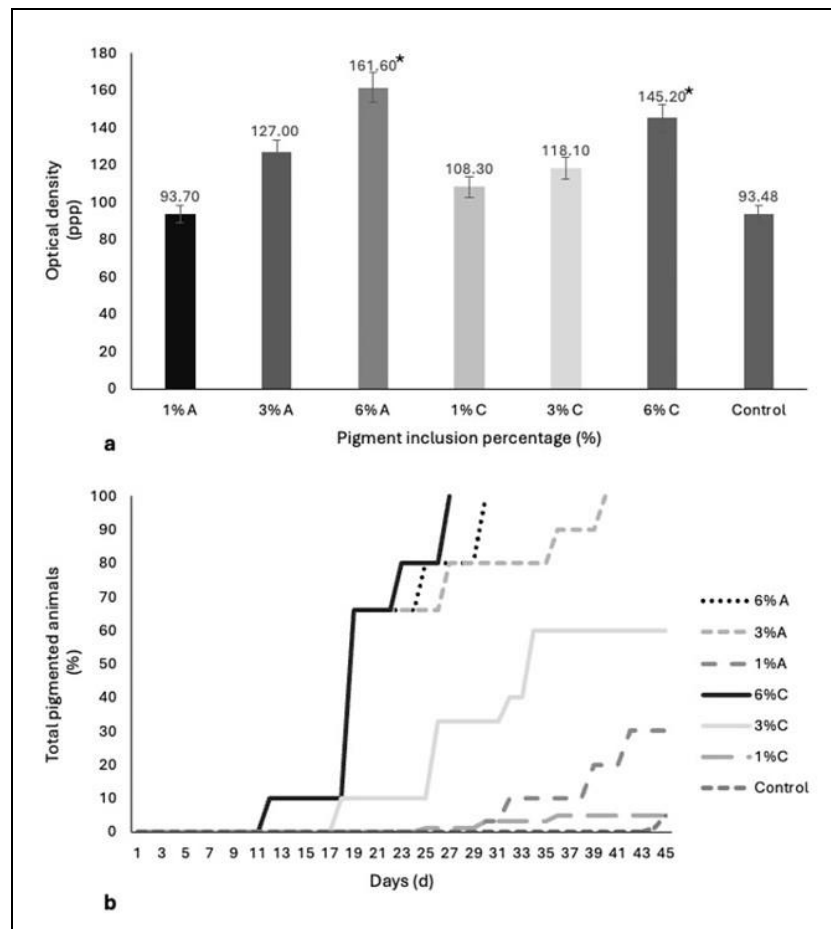 180
160
140
120
100
80
60
40
20
0
Optical density
(ppp)
93.70
127.00
161.60*
108.30
118.10
145.20*
93.48
1% A 3% A 6% A 1% C 3% C 6% C Control
a
Pigment inclusion percentage (%)
100
90
80
70
60
50
40
30
20
10
0
Total pigmented animals
(%)
6%A
3%A
1%A
6%C
3%C
1%C
Control
1 3 5 7 9 11 13 15 17 19 21 23 25 27 29 31 33 35 37 39 41 43 45
Days (d)
b